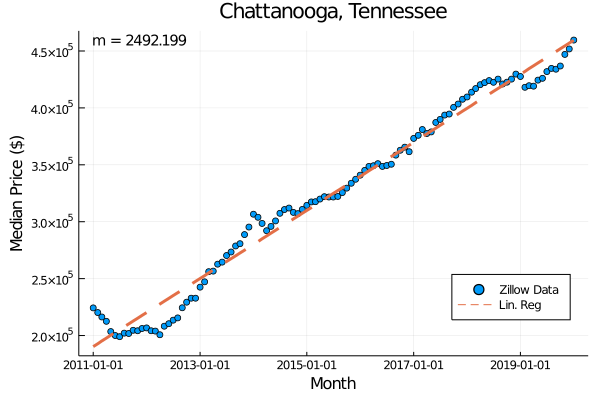 Chattanooga, Tennessee
m = 2492.199
Median Price ($)
4.5×10⁵
4.0×10⁵
3.5×10⁵
3.0×10⁵
2.5×10⁵
2.0×10⁵
Zillow Data
Lin. Reg
2011-01-01 2013-01-01 2015-01-01 2017-01-01 2019-01-01
Month